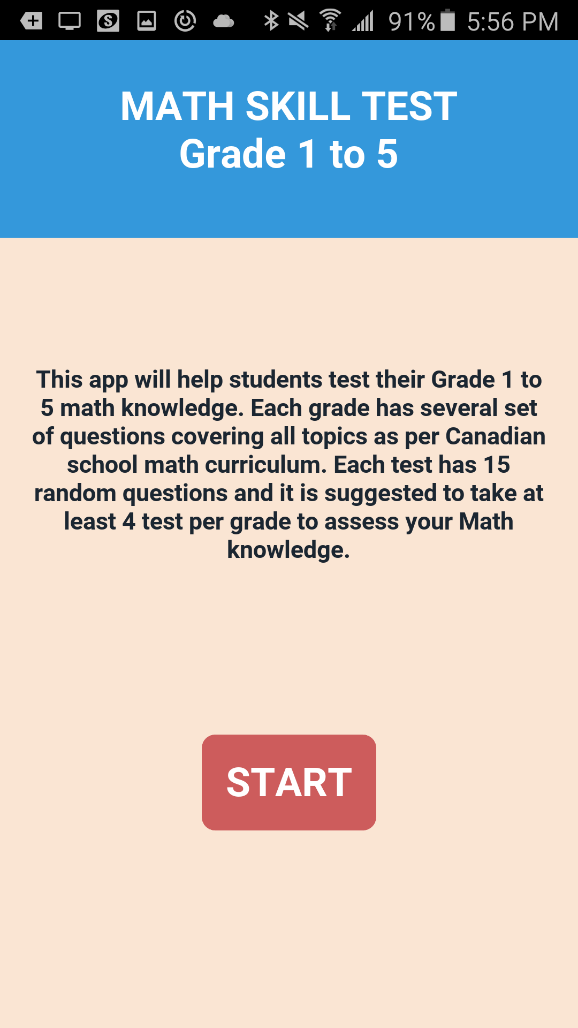 91% 5:56 PM
MATH SKILL TEST
Grade 1 to 5
This app will help students test their Grade 1 to
5 math knowledge. Each grade has several set
of questions covering all topics as per Canadian
school math curriculum. Each test has 15
random questions and it is suggested to take at
least 4 test per grade to assess your Math
knowledge.
START